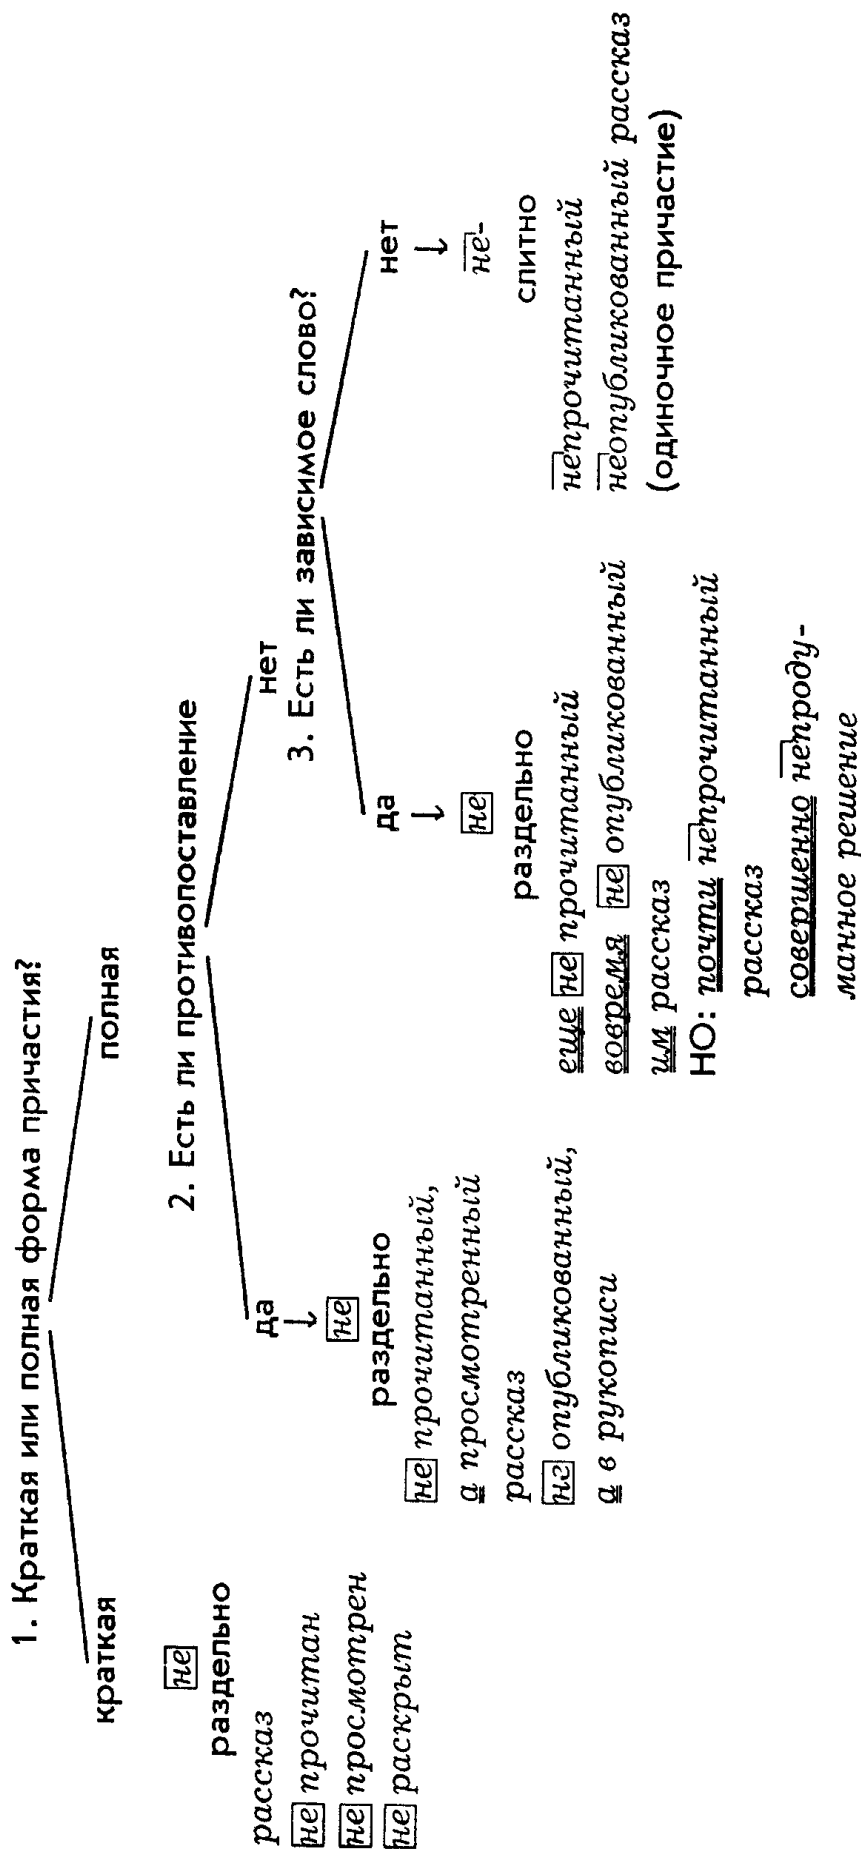 1. Краткая или полная форма причастия?
краткая
полная
не
раздельно
рассказ
не прочитан
не просмотрен
не раскрыт
2. Есть ли противопоставление
да
нет
↓
не
раздельно
не прочитанный,
а просмотренный
рассказ
не опубликованный,
а в рукописи
3. Есть ли зависимое слово?
да
нет
↓
не
раздельно
еще не прочитанный
вовремя не опубликованный
им рассказ
НО: почти непрочитанный
рассказ
совершенно непроду-
манное решение
↓
не-
слитно
непрочитанный
неопубликованный рассказ
(одиночное причастие)